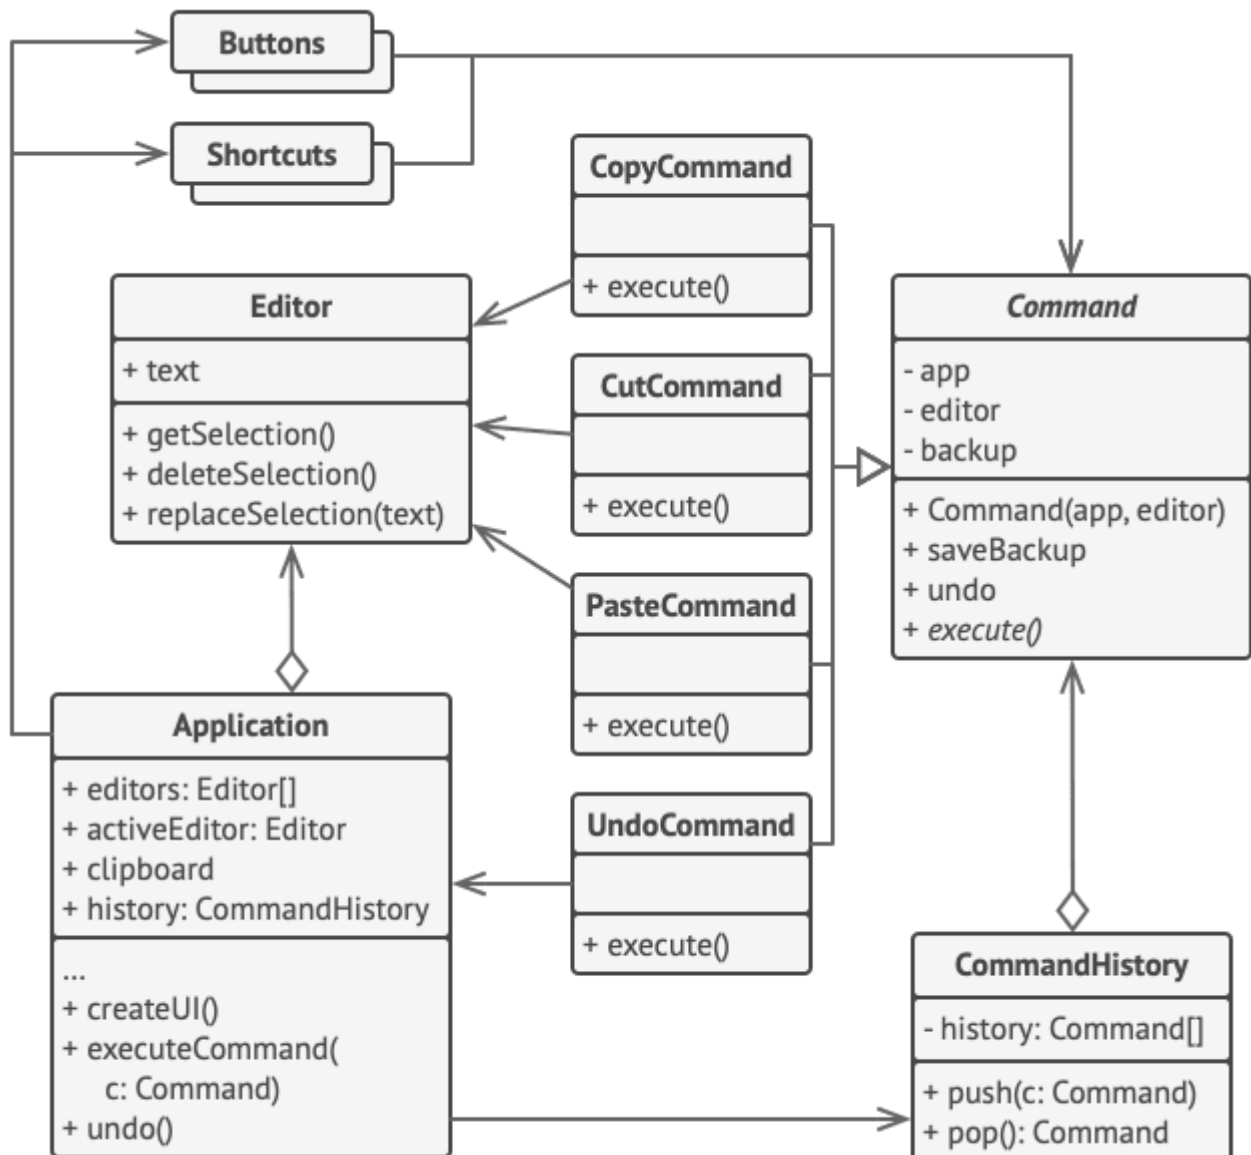 Buttons
Shortcuts
CopyCommand
+ execute()
Editor
+ text
+ getSelection()
+ deleteSelection()
+ replaceSelection(text)
CutCommand
+ execute()
Command
- app
- editor
- backup
+ Command(app, editor)
+ saveBackup
+ undo
+ execute()
PasteCommand
+ execute()
Application
+ editors: Editor[]
+ activeEditor: Editor
+ clipboard
+ history: CommandHistory
...
+ createUI()
+ executeCommand(
c: Command)
+ undo()
UndoCommand
+ execute()
CommandHistory
- history: Command[]
+ push(c: Command)
+ pop(): Command